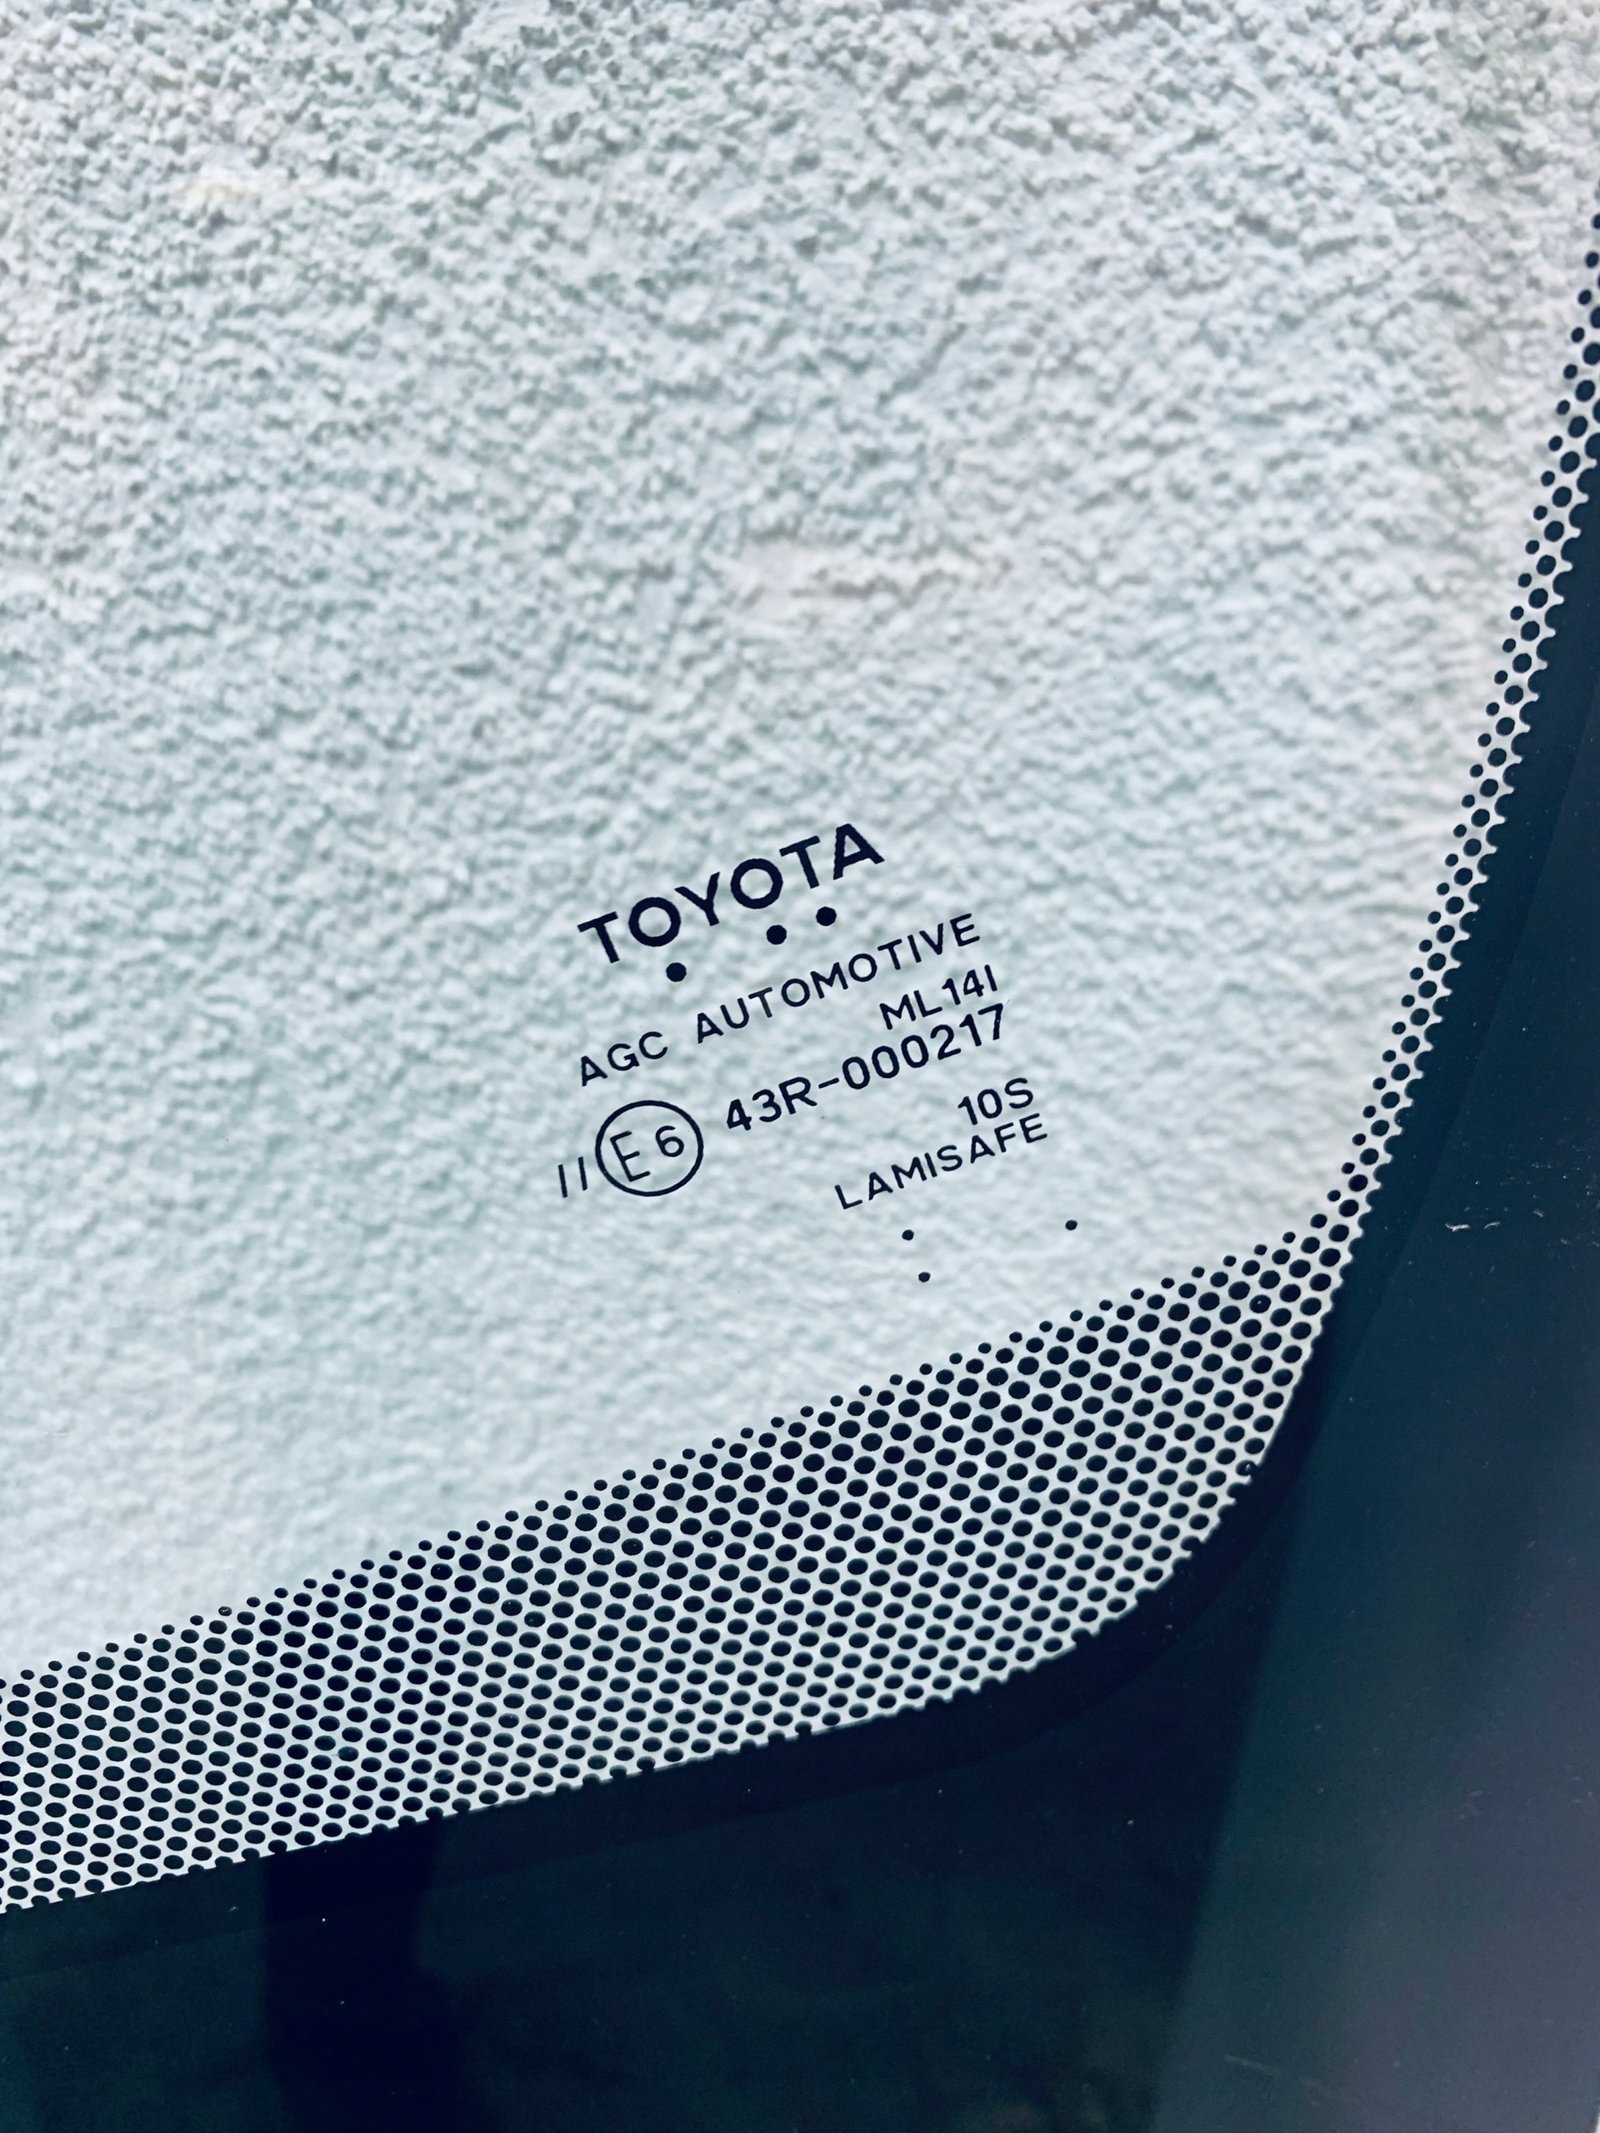 TOYOTA
AGC AUTOMOTIVE
ML14I
II E6 43R-000217
10S
LAMISAFE